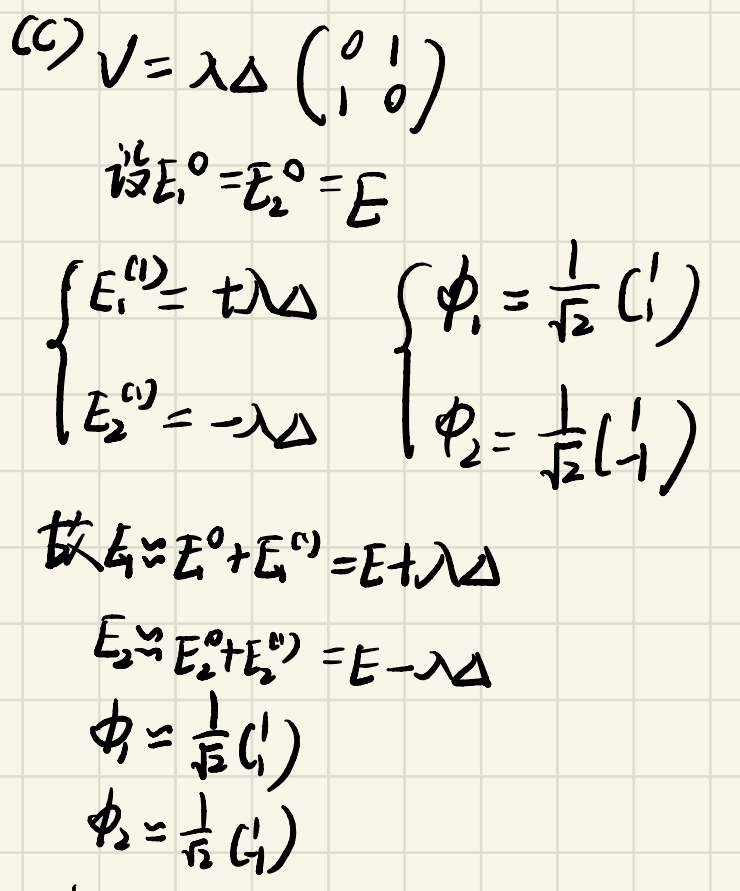 (C) V = λΔ (0 1 1 0)
设E₁⁰ = E₂⁰ = E
E₁⁽¹⁾ = +λΔ φ₁ = 1/√2 (1 1)
E₂⁽¹⁾ = -λΔ φ₂ = 1/√2 (1 -1)
故E₁ ≈ E₁⁰ + E₁⁽¹⁾ = E + λΔ
E₂ ≈ E₂⁰ + E₂⁽¹⁾ = E - λΔ
φ₁ ≈ 1/√2 (1 1)
φ₂ ≈ 1/√2 (1 -1)